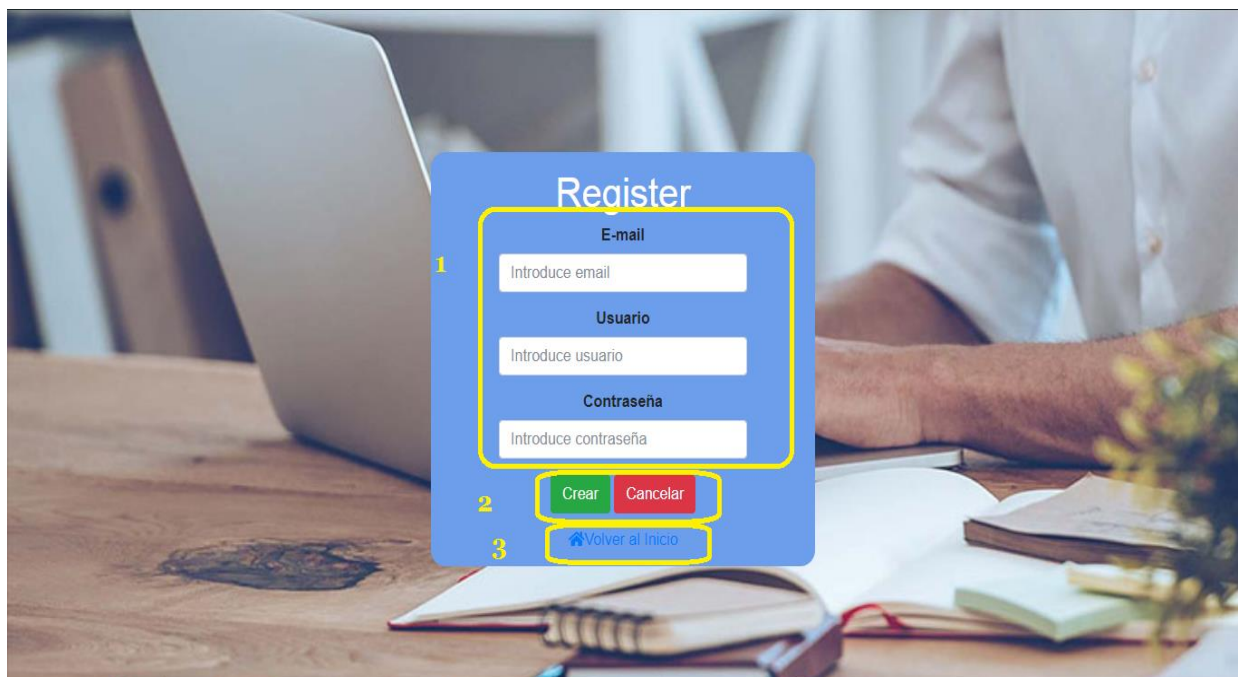 Register
E-mail
1
Introduce email
Usuario
Introduce usuario
Contraseña
Introduce contraseña
2
Crear Cancelar
3
Volver al Inicio